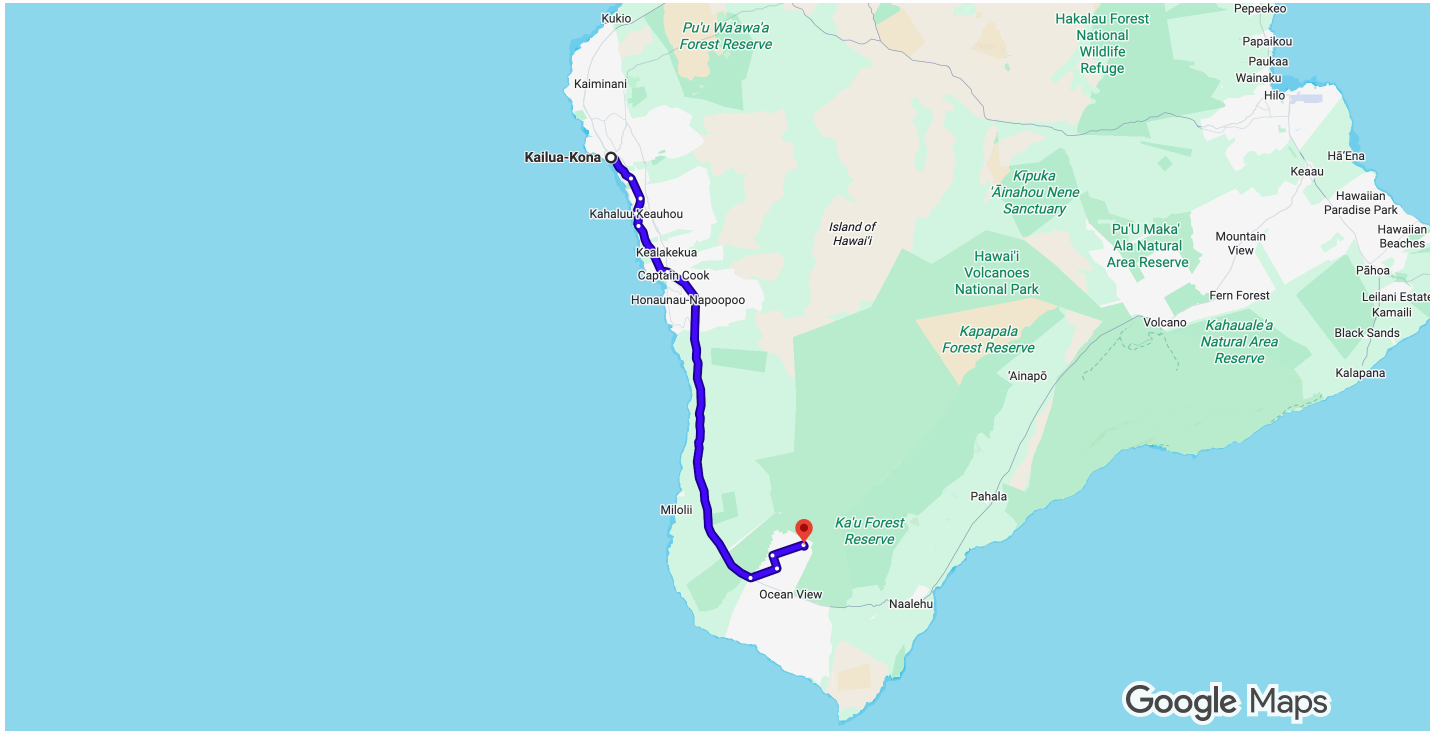 Kukio
Pu'u Wa'awa'a
Forest Reserve
Hakalau Forest
National
Wildlife
Refuge
Pepeekeo
Papaikou
Paukaa
Wainaku
Hilo
Kaiminani
Kailua-Kona
Hā'Ena
Keaau
Kīpuka
'Āinahou Nene
Sanctuary
Hawaiian
Paradise Park
Kahaluu-Keauhou
Island of
Hawai'i
Pu'U Maka'
Ala Natural
Area Reserve
Mountain
View
Hawaiian
Beaches
Kealakekua
Captain Cook
Hawai'i
Volcanoes
National Park
Pāhoa
Honaunau-Napoopoo
Fern Forest
Leilani Estate
Kamaili
Volcano
Kapapala
Forest Reserve
Kahauale'a
Natural Area
Reserve
Black Sands
'Ainapō
Kalapana
Milolii
Pahala
Ka'u Forest
Reserve
Ocean View
Naalehu
Google Maps